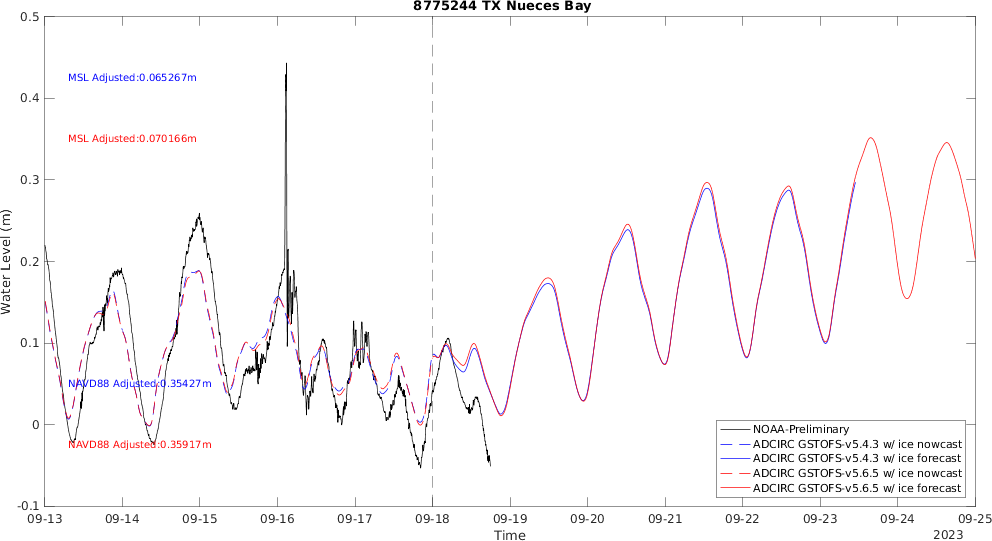 8775244 TX Nueces Bay
0.5
0.4
0.3
0.2
0.1
0
-0.1
Water Level (m)
MSL Adjusted:0.065267m
MSL Adjusted:0.070166m
NAVD88 Adjusted:0.35427m
NAVD88 Adjusted:0.35917m
NOAA-Preliminary
ADCIRC GSTOFS-v5.4.3 w/ ice nowcast
ADCIRC GSTOFS-v5.4.3 w/ ice forecast
ADCIRC GSTOFS-v5.6.5 w/ ice nowcast
ADCIRC GSTOFS-v5.6.5 w/ ice forecast
09-13 09-14 09-15 09-16 09-17 09-18 09-19 09-20 09-21 09-22 09-23 09-24 09-25
Time
2023